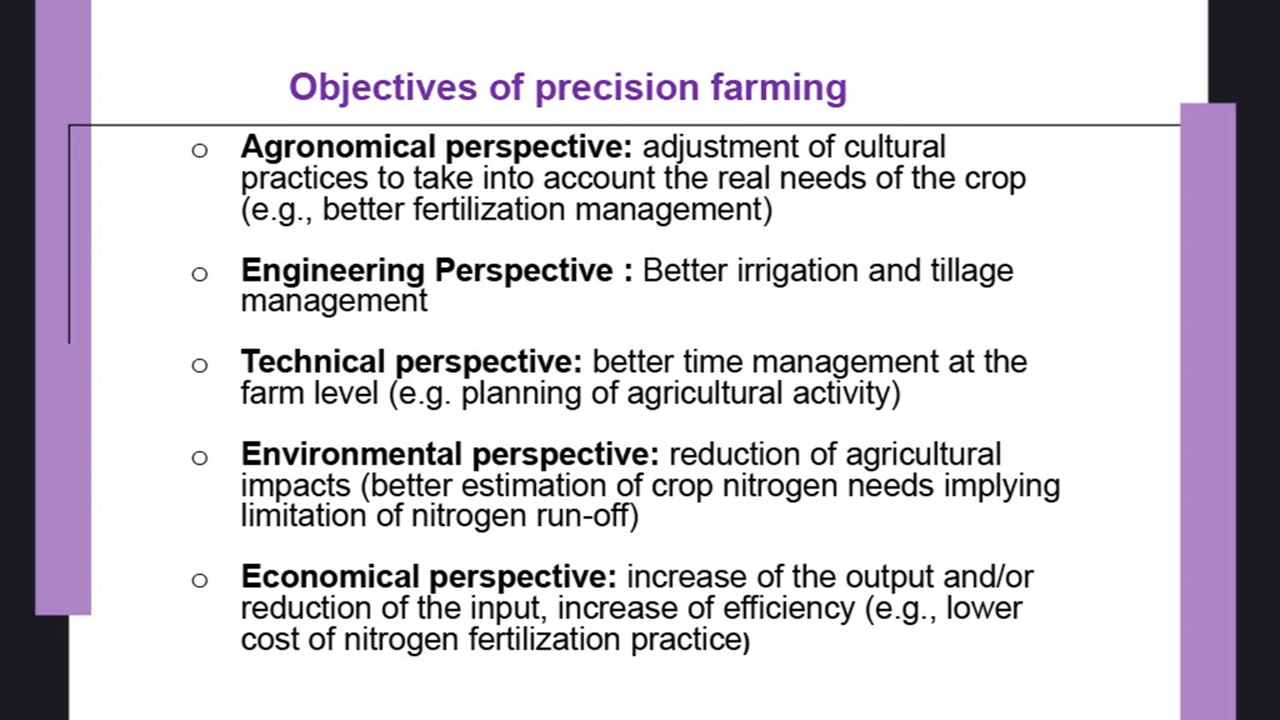 Objectives of precision farming
o Agronomical perspective: adjustment of cultural
practices to take into account the real needs of the crop
(e.g., better fertilization management)
o Engineering Perspective : Better irrigation and tillage
management
o Technical perspective: better time management at the
farm level (e.g. planning of agricultural activity)
o Environmental perspective: reduction of agricultural
impacts (better estimation of crop nitrogen needs implying
limitation of nitrogen run-off)
o Economical perspective: increase of the output and/or
reduction of the input, increase of efficiency (e.g., lower
cost of nitrogen fertilization practice)